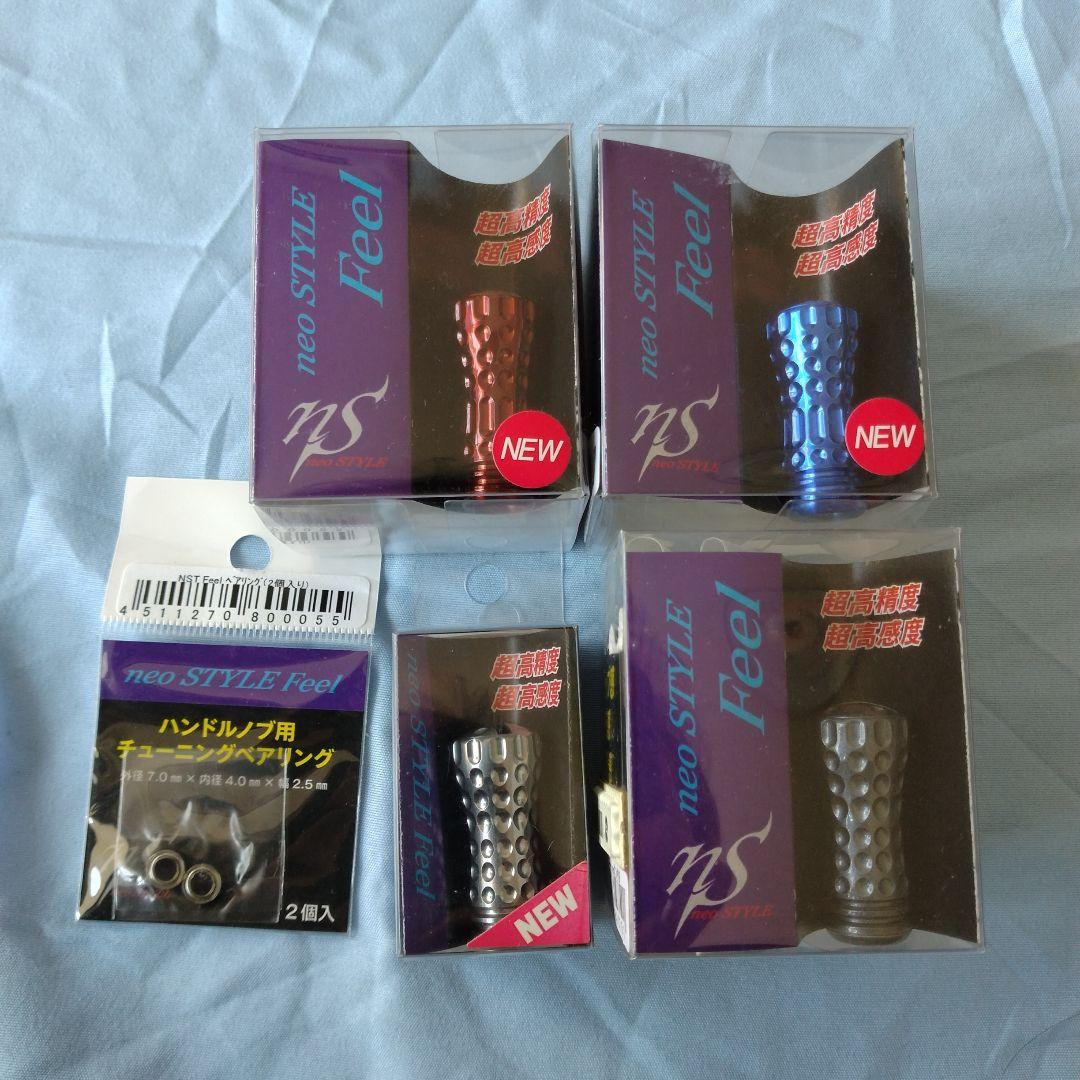 neo STYLE
Feel
超高精度
超高感度
ns
neo STYLE
NEW
neo STYLE
Feel
超高精度
超高感度
ns
neo STYLE
NEW
NST Feel ベアリング(2個入り)
4 511270 800055
neo STYLE Feel
ハンドルノブ用
チューニングベアリング
外径 7.0㎜ × 内径 4.0㎜ × 幅 2.5㎜
2個入
neo STYLE Feel
超高精度
超高感度
NEW
neo STYLE
Feel
超高精度
超高感度
ns
neo STYLE